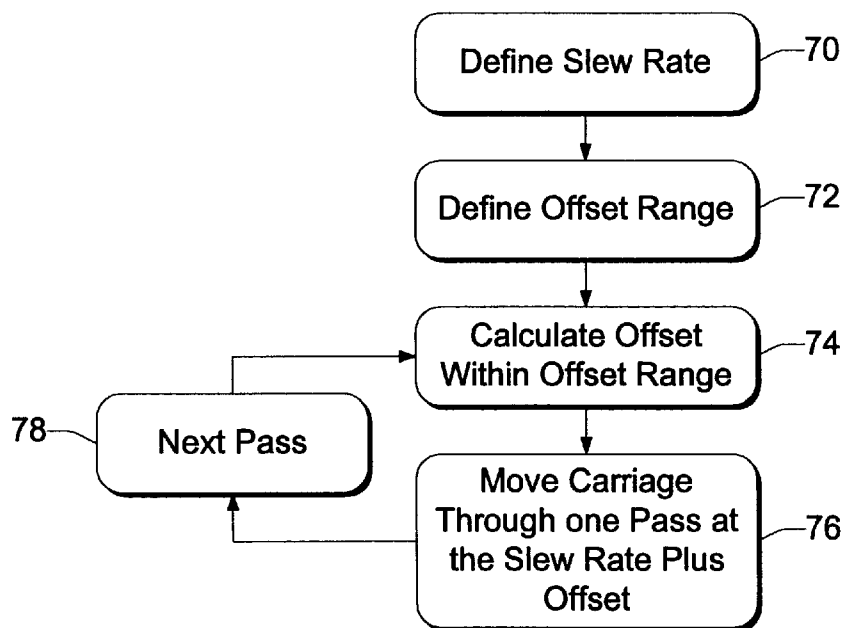 Define Slew Rate
70
Define Offset Range
72
Calculate Offset
Within Offset Range
74
78
Next Pass
Move Carriage
Through one Pass at
the Slew Rate Plus
Offset
76